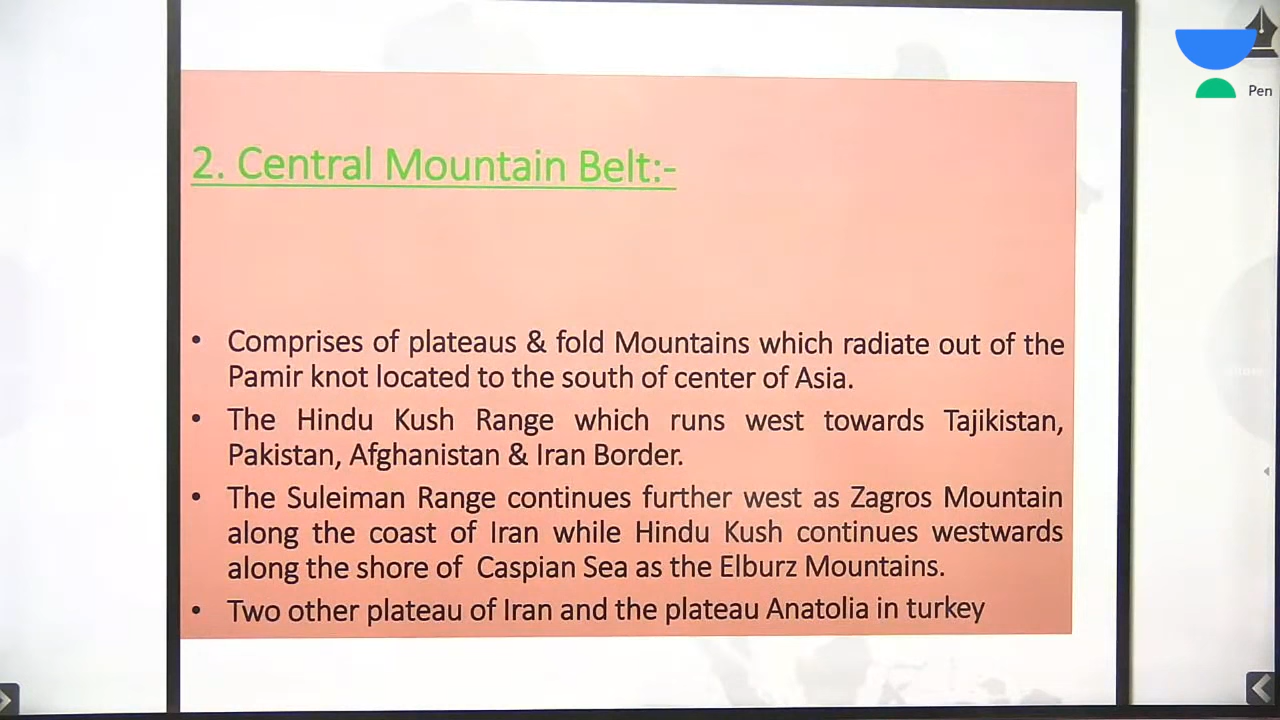 Pen
2. Central Mountain Belt:-
• Comprises of plateaus & fold Mountains which radiate out of the
Pamir knot located to the south of center of Asia.
• The Hindu Kush Range which runs west towards Tajikistan,
Pakistan, Afghanistan & Iran Border.
• The Suleiman Range continues further west as Zagros Mountain
along the coast of Iran while Hindu Kush continues westwards
along the shore of Caspian Sea as the Elburz Mountains.
• Two other plateau of Iran and the plateau Anatolia in turkey